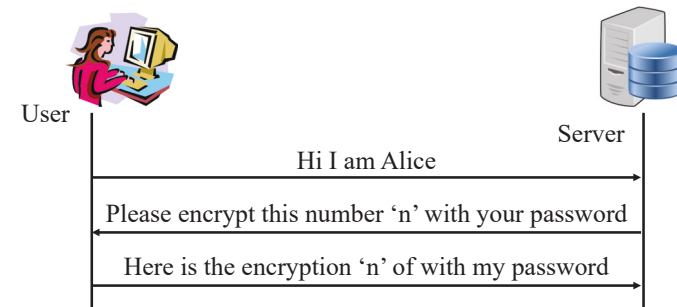 User
Server
Hi I am Alice
Please encrypt this number ‘n’ with your password
Here is the encryption ‘n’ of with my password